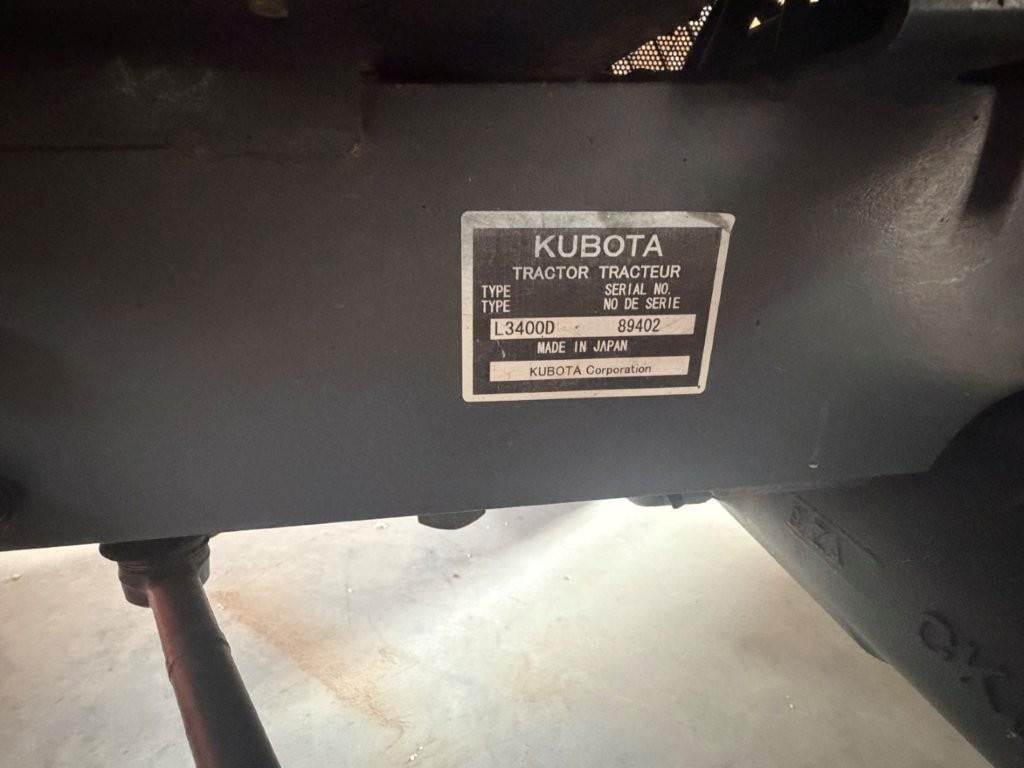 KUBOTA
TRACTOR TRACTEUR
TYPE SERIAL NO.
TYPE NO DE SERIE
L3400D 89402
MADE IN JAPAN
KUBOTA Corporation